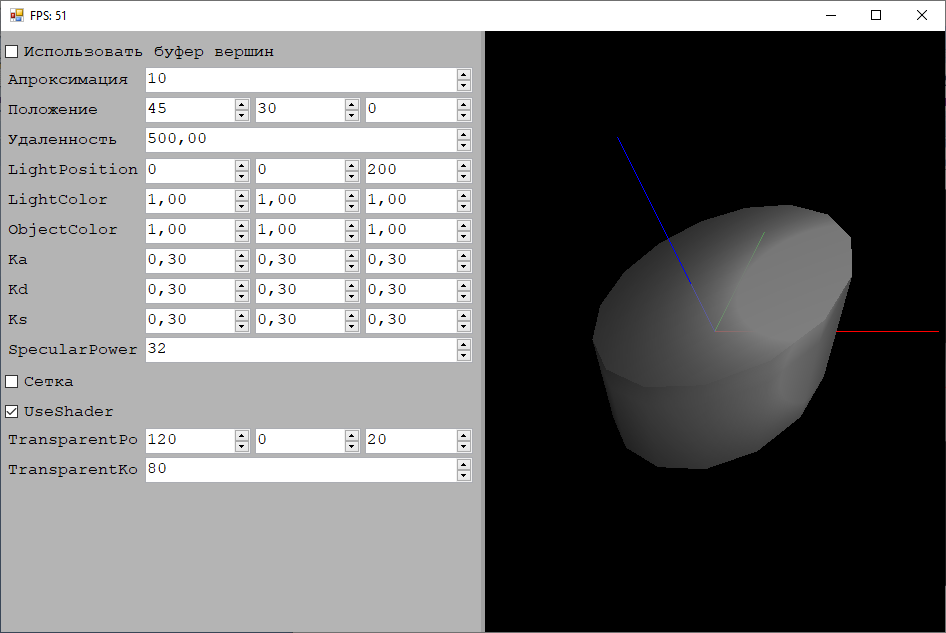 FPS: 51
Использовать буфер вершин
Апроксимация 10
Положение 45 30 0
Удаленность 500,00
LightPosition 0 0 200
LightColor 1,00 1,00 1,00
ObjectColor 1,00 1,00 1,00
Ka 0,30 0,30 0,30
Kd 0,30 0,30 0,30
Ks 0,30 0,30 0,30
SpecularPower 32
Сетка
UseShader
TransparentPo 120 0 20
TransparentKo 80